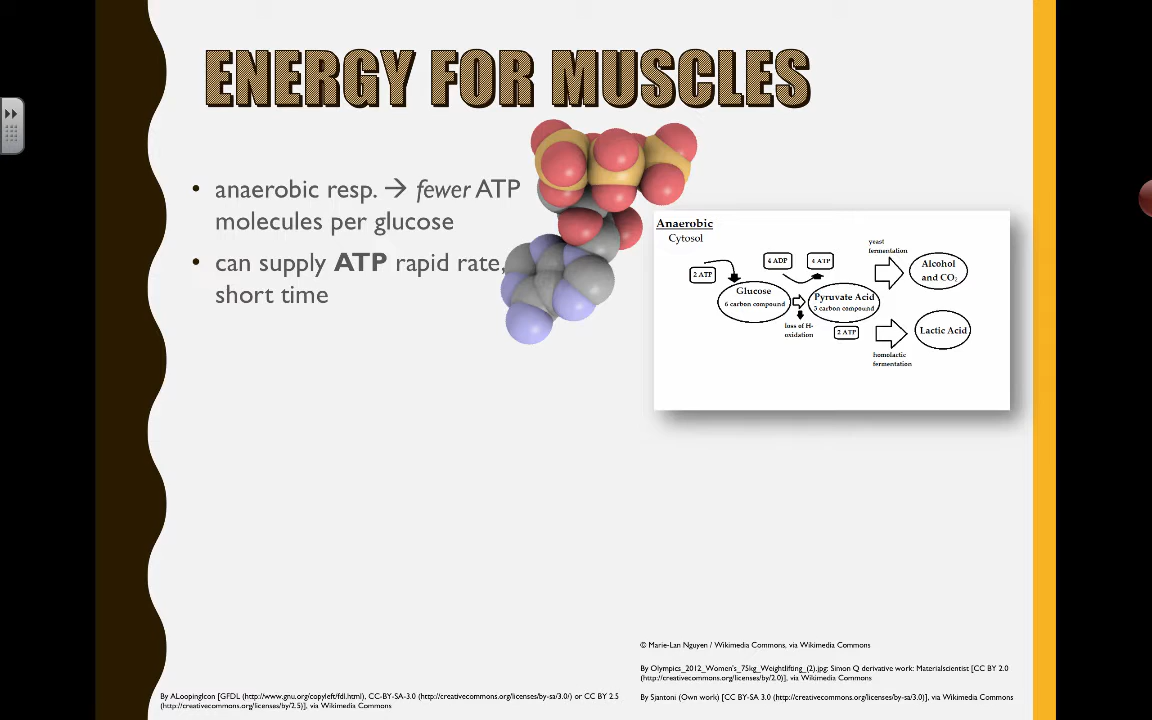 ENERGY FOR MUSCLES
• anaerobic resp. → fewer ATP
molecules per glucose
• can supply ATP rapid rate,
short time
Anaerobic
Cytosol
2 ATP
4 ADP
4 ATP
Glucose
6 carbon compound
loss of H-
oxidation
Pyruvate Acid
3 carbon compound
2 ATP
yeast
fermentation
Alcohol
and CO₂
Lactic Acid
homolactic
fermentation
© Marie-Lan Nguyen / Wikimedia Commons, via Wikimedia Commons
By Olympics_2012_Women's_75kg_Weightlifting_(2).jpg: Simon Q derivative work: Materialscientist [CC BY 2.0
(http://creativecommons.org/licenses/by/2.0)], via Wikimedia Commons
By Sjantoni (Own work) [CC BY-SA 3.0 (http://creativecommons.org/licenses/by-sa/3.0)], via Wikimedia Commons
By ALoopingIcon [GFDL (http://www.gnu.org/copyleft/fdl.html), CC-BY-SA-3.0 (http://creativecommons.org/licenses/by-sa/3.0/) or CC BY 2.5
(http://creativecommons.org/licenses/by/2.5)], via Wikimedia Commons